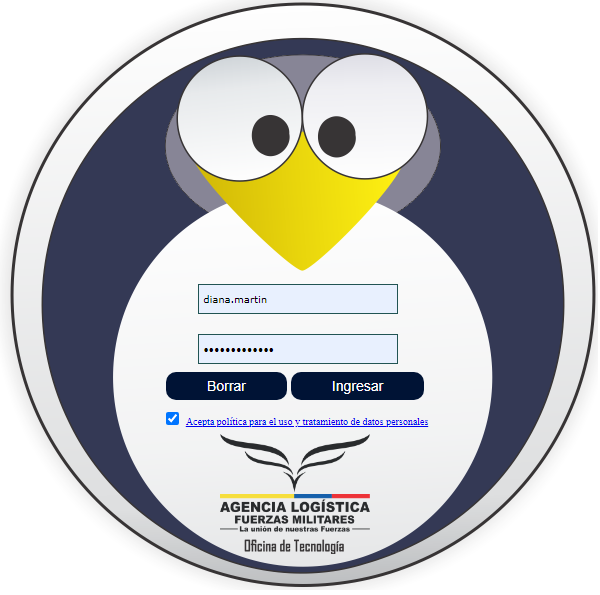 diana.martin
•••••••••••••
Borrar Ingresar
Acepta política para el uso y tratamiento de datos personales
AGENCIA LOGÍSTICA
FUERZAS MILITARES
La unión de nuestras Fuerzas
Oficina de Tecnología